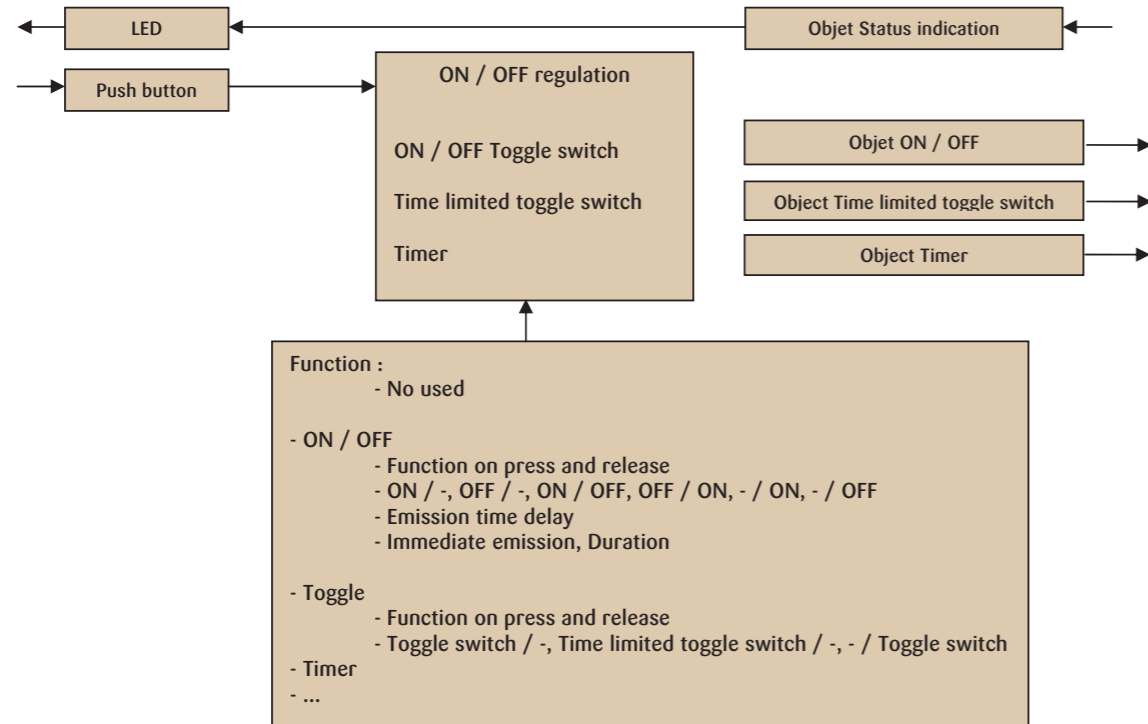 LED
Objet Status indication
Push button
ON / OFF regulation
ON / OFF Toggle switch
Time limited toggle switch
Timer
Objet ON / OFF
Object Time limited toggle switch
Object Timer
Function :
- No used
- ON / OFF
- Function on press and release
- ON / -, OFF / -, ON / OFF, OFF / ON, - / ON, - / OFF
- Emission time delay
- Immediate emission, Duration
- Toggle
- Function on press and release
- Toggle switch / -, Time limited toggle switch / -, - / Toggle switch
- Timer
- ...